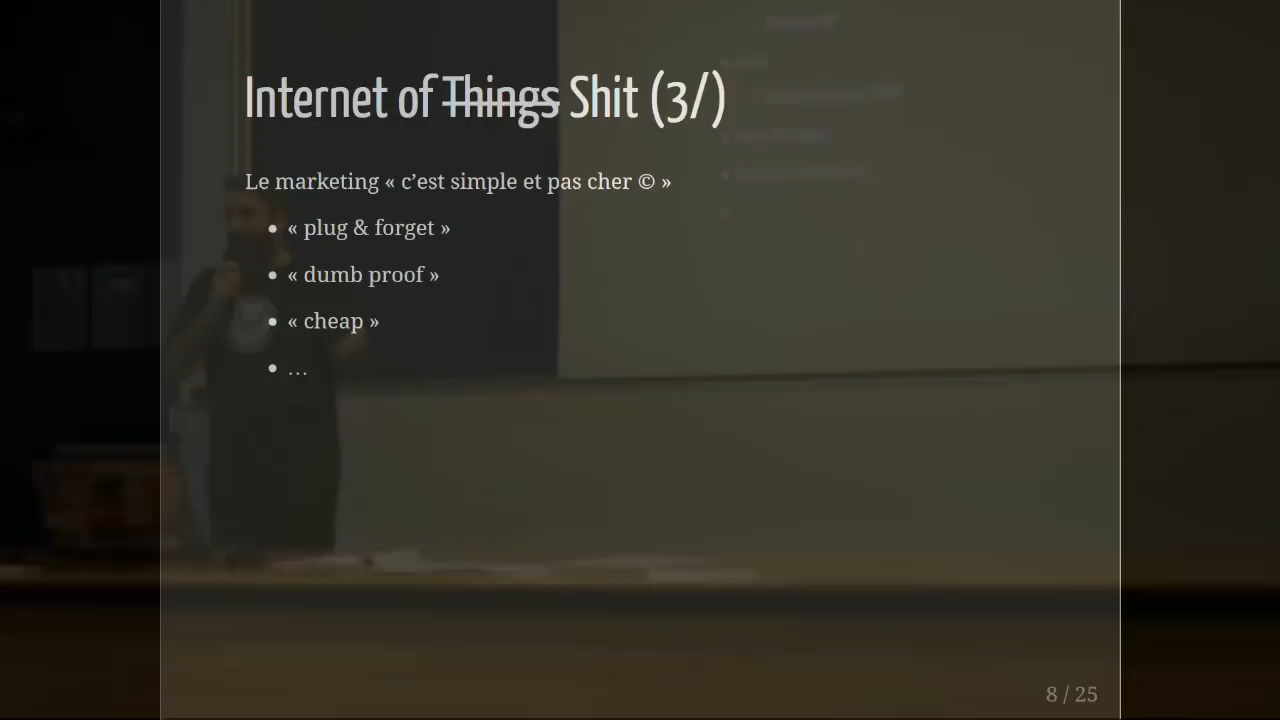 Internet of Things Shit (3/)
Le marketing « c’est simple et pas cher © »
• « plug & forget »
• « dumb proof »
• « cheap »
• …
8 / 25